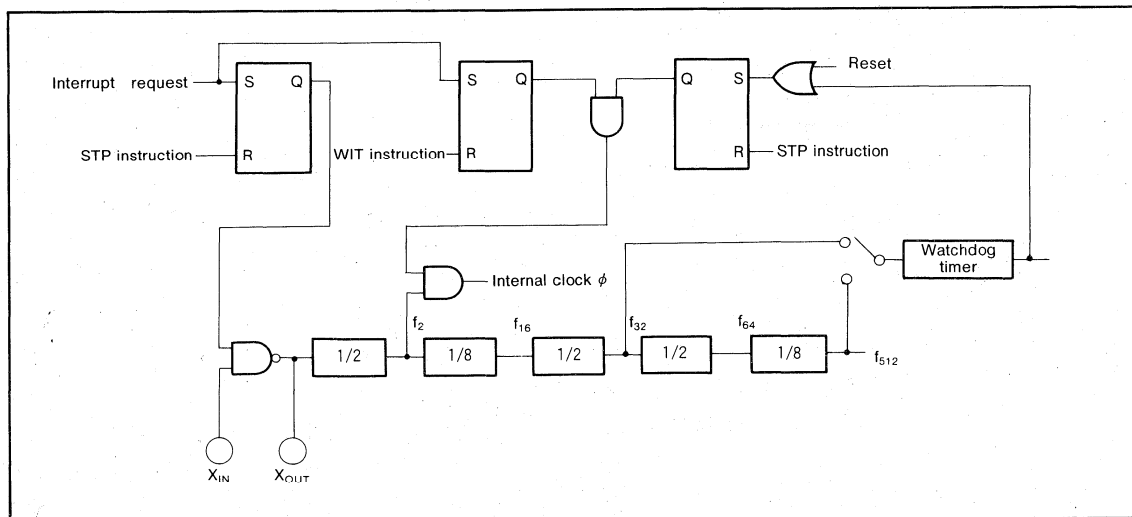 Interrupt request
S Q
STP instruction
R
S Q
WIT instruction
R
Q S
R
STP instruction
Reset
Internal clock ϕ
Watchdog
timer
f2
f16
f32
f64
f512
1/2
1/8
1/2
1/2
1/8
XIN
XOUT